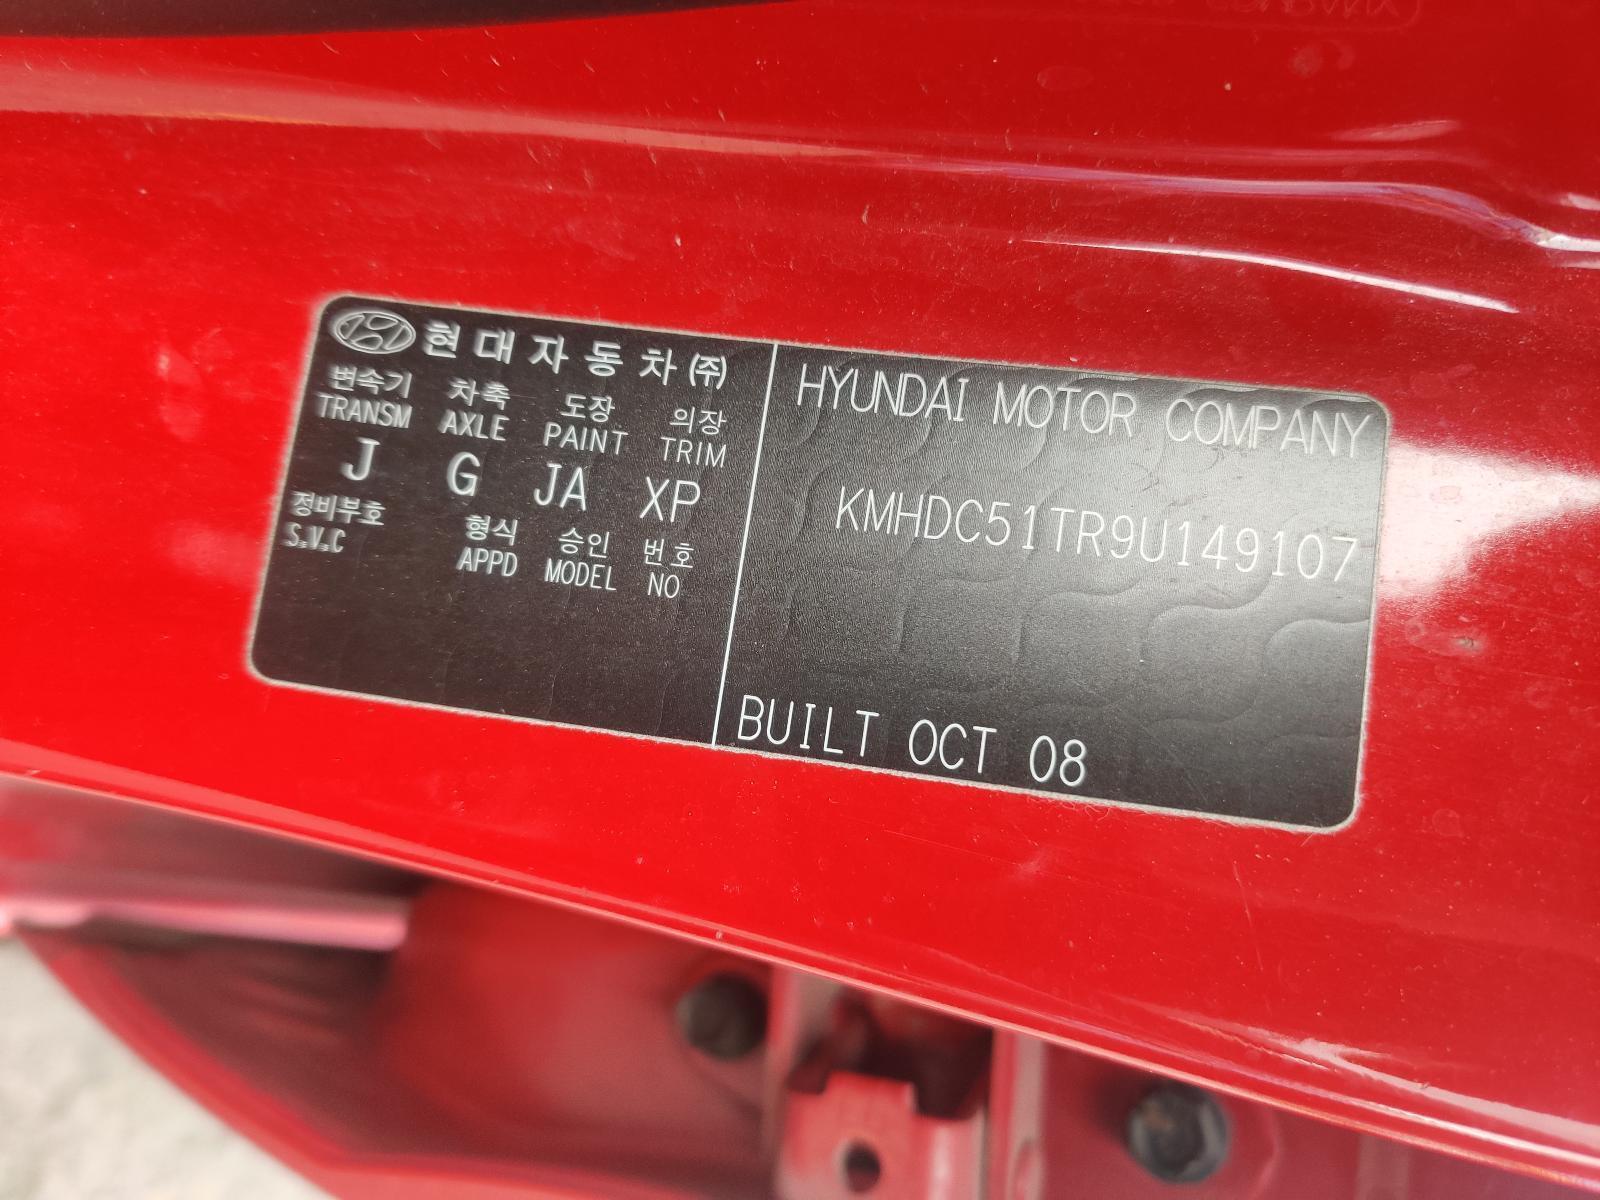 현대자동차(주)
변속기 차축 도장 의장
TRANSM AXLE PAINT TRIM
J G JA XP
정비부호 형식 승인 번호
S.V.C APPD MODEL NO
HYUNDAI MOTOR COMPANY
KMHDC51TR9U149107
BUILT OCT 08